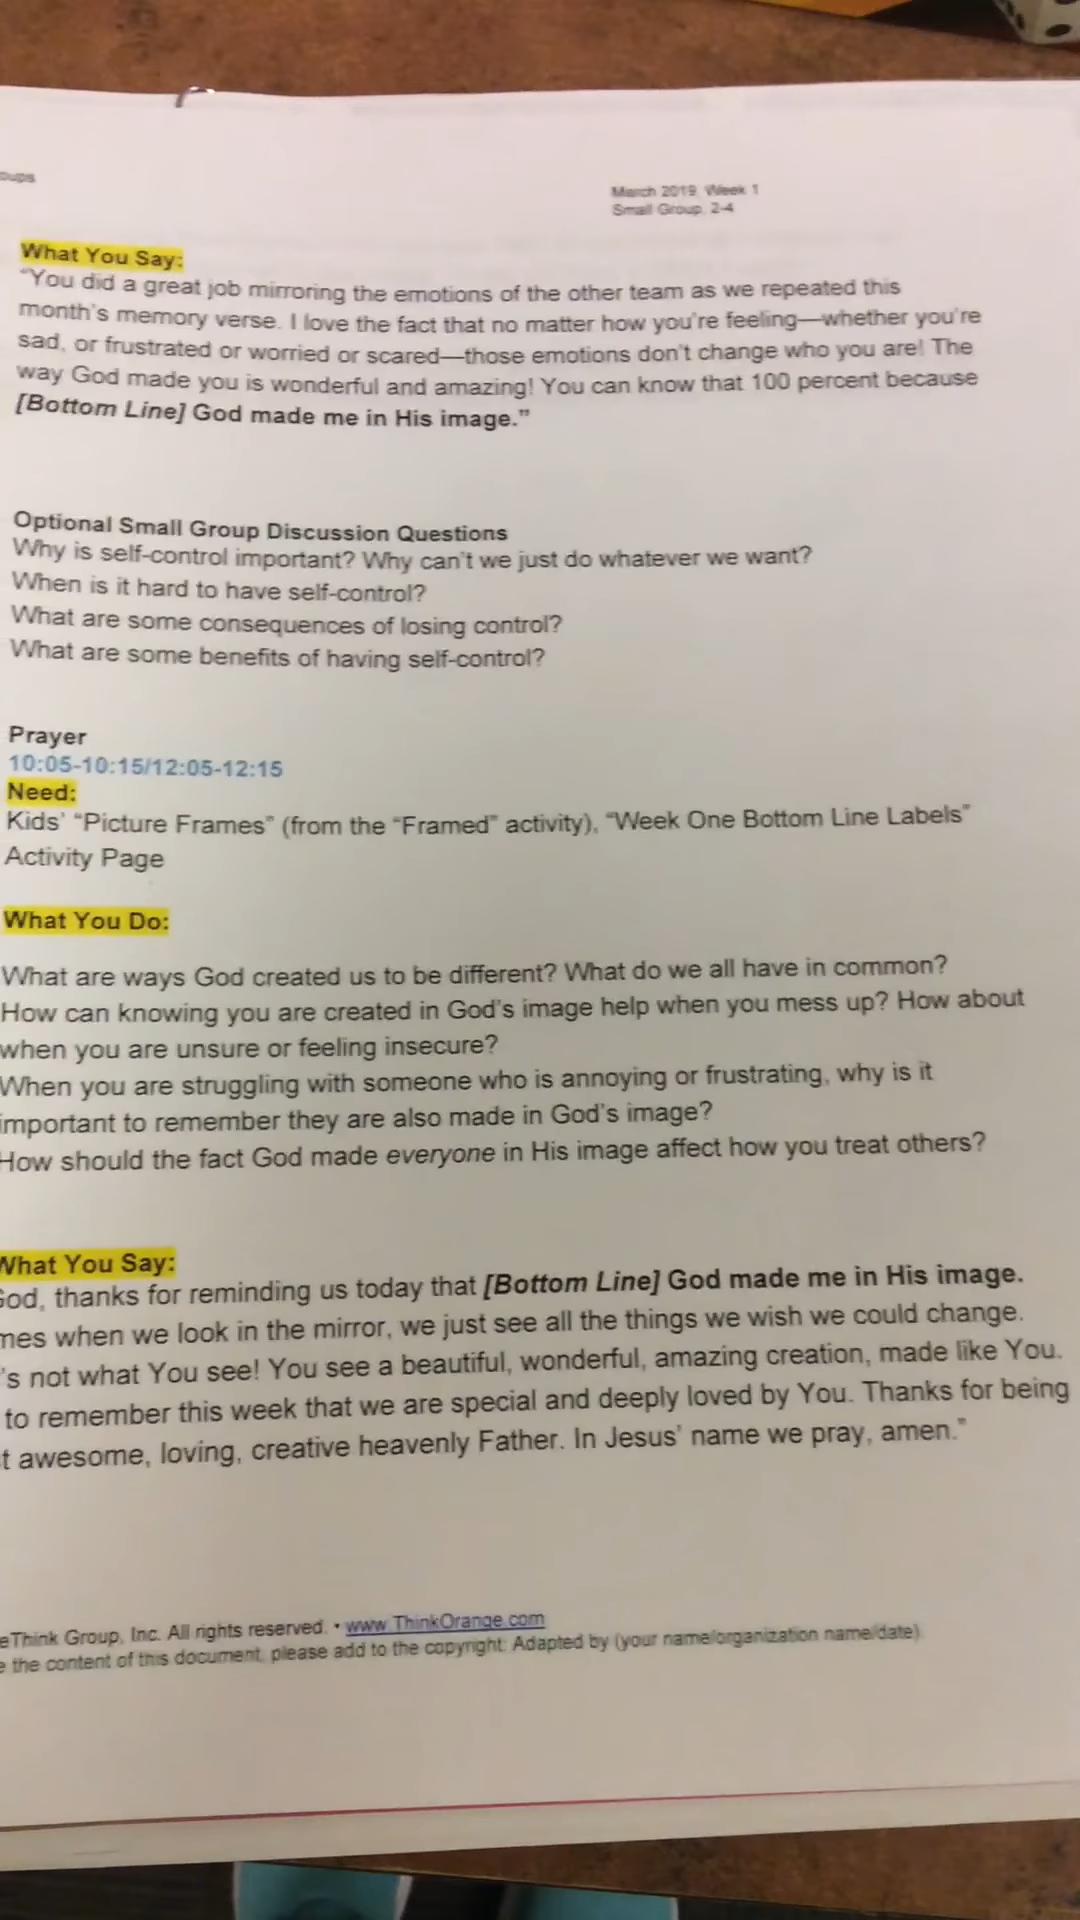 March 2019, Week 1
Small Group, 2-4
What You Say:
"You did a great job mirroring the emotions of the other team as we repeated this
month's memory verse. I love the fact that no matter how you're feeling—whether you're
sad, or frustrated or worried or scared—those emotions don't change who you are! The
way God made you is wonderful and amazing! You can know that 100 percent because
[Bottom Line] God made me in His image."
Optional Small Group Discussion Questions
Why is self-control important? Why can't we just do whatever we want?
When is it hard to have self-control?
What are some consequences of losing control?
What are some benefits of having self-control?
Prayer
10:05-10:15/12:05-12:15
Need:
Kids' "Picture Frames" (from the "Framed" activity), "Week One Bottom Line Labels"
Activity Page
What You Do:
What are ways God created us to be different? What do we all have in common?
How can knowing you are created in God's image help when you mess up? How about
when you are unsure or feeling insecure?
When you are struggling with someone who is annoying or frustrating, why is it
important to remember they are also made in God's image?
How should the fact God made everyone in His image affect how you treat others?
What You Say:
God, thanks for reminding us today that [Bottom Line] God made me in His image.
mes when we look in the mirror, we just see all the things we wish we could change.
's not what You see! You see a beautiful, wonderful, amazing creation, made like You.
to remember this week that we are special and deeply loved by You. Thanks for being
t awesome, loving, creative heavenly Father. In Jesus' name we pray, amen."
eThink Group, Inc. All rights reserved. • www.ThinkOrange.com
e the content of this document, please add to the copyright: Adapted by (your name/organization name/date)